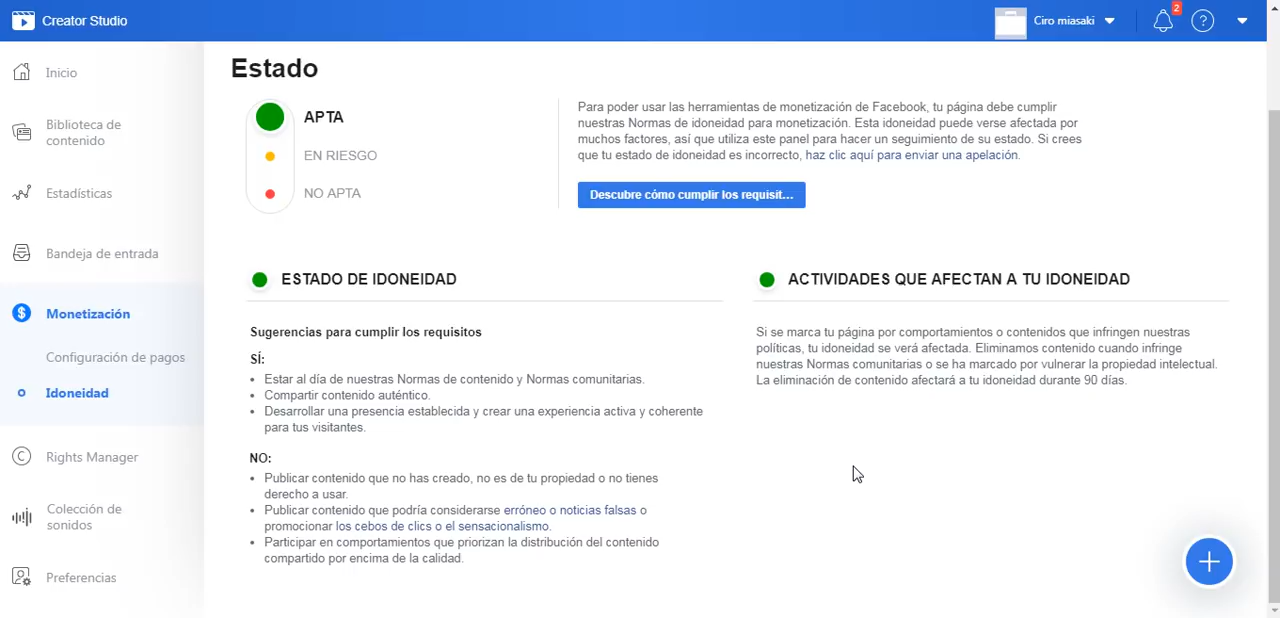 Creator Studio
Ciro miasaki
2
?
Inicio
Biblioteca de
contenido
Estadísticas
Bandeja de entrada
$
Monetización
Configuración de pagos
Idoneidad
C
Rights Manager
Colección de
sonidos
Preferencias
Estado
APTA
EN RIESGO
NO APTA
Para poder usar las herramientas de monetización de Facebook, tu página debe cumplir
nuestras Normas de idoneidad para monetización. Esta idoneidad puede verse afectada por
muchos factores, así que utiliza este panel para hacer un seguimiento de su estado. Si crees
que tu estado de idoneidad es incorrecto, haz clic aquí para enviar una apelación.
Descubre cómo cumplir los requisit...
ESTADO DE IDONEIDAD
Sugerencias para cumplir los requisitos
SÍ:
• Estar al día de nuestras Normas de contenido y Normas comunitarias.
• Compartir contenido auténtico.
• Desarrollar una presencia establecida y crear una experiencia activa y coherente
para tus visitantes.
NO:
• Publicar contenido que no has creado, no es de tu propiedad o no tienes
derecho a usar.
• Publicar contenido que podría considerarse erróneo o noticias falsas o
promocionar los cebos de clics o el sensacionalismo.
• Participar en comportamientos que priorizan la distribución del contenido
compartido por encima de la calidad.
ACTIVIDADES QUE AFECTAN A TU IDONEIDAD
Si se marca tu página por comportamientos o contenidos que infringen nuestras
políticas, tu idoneidad se verá afectada. Eliminamos contenido cuando infringe
nuestras Normas comunitarias o se ha marcado por vulnerar la propiedad intelectual.
La eliminación de contenido afectará a tu idoneidad durante 90 días.